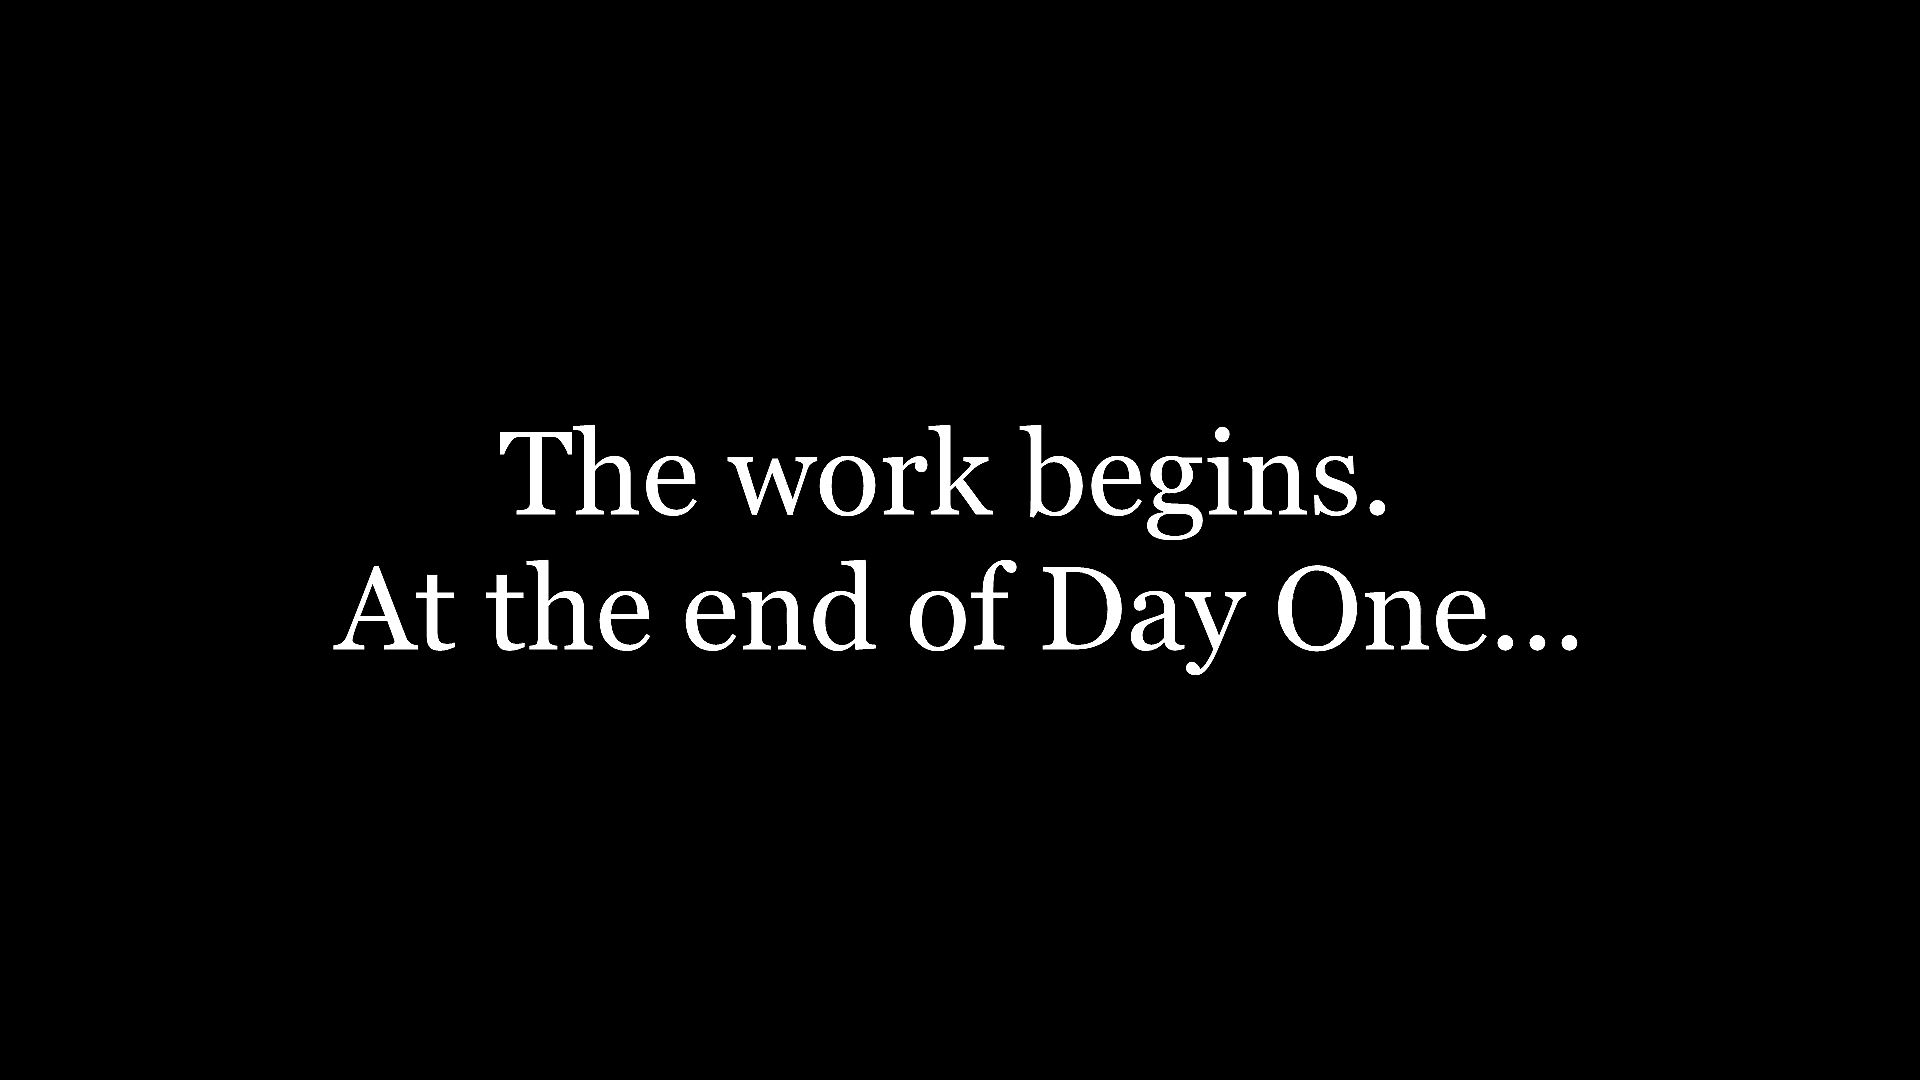 The work begins.
At the end of Day One...